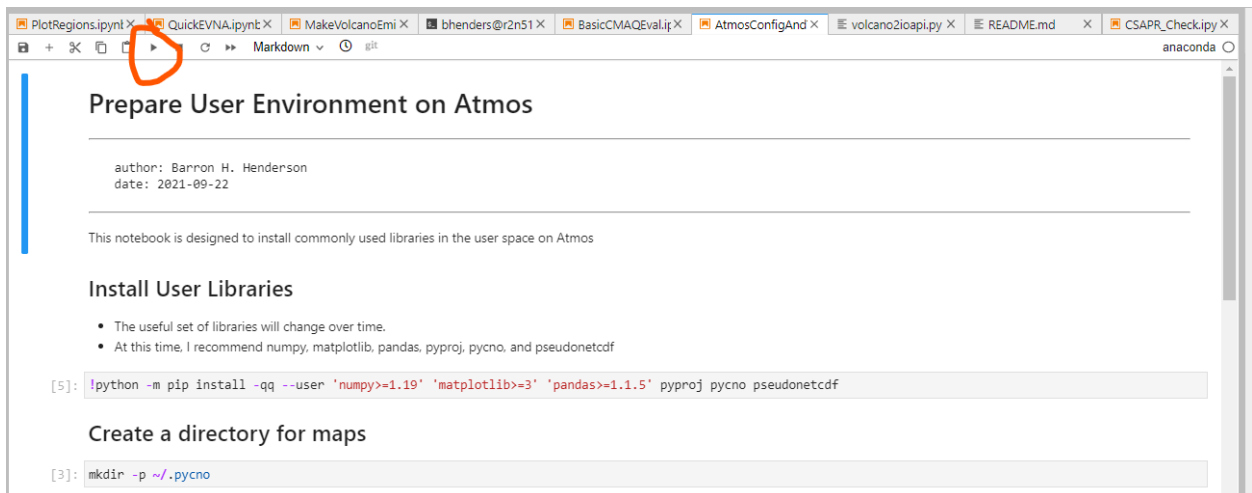 PlotRegions.ipynb QuickEVNA.ipynb MakeVolcanoEmi bhenders@r2n51 BasicCMAQEval.ip AtmosConfigAnd volcano2ioapi.py README.md CSAPR_Check.ipy
Markdown git anaconda
Prepare User Environment on Atmos
author: Barron H. Henderson
date: 2021-09-22
This notebook is designed to install commonly used libraries in the user space on Atmos
Install User Libraries
• The useful set of libraries will change over time.
• At this time, I recommend numpy, matplotlib, pandas, pyproj, pycno, and pseudonetcdf
[5]: !python -m pip install -qq --user 'numpy>=1.19' 'matplotlib>=3' 'pandas>=1.1.5' pyproj pycno pseudonetcdf
Create a directory for maps
[3]: mkdir -p ~/.pycno